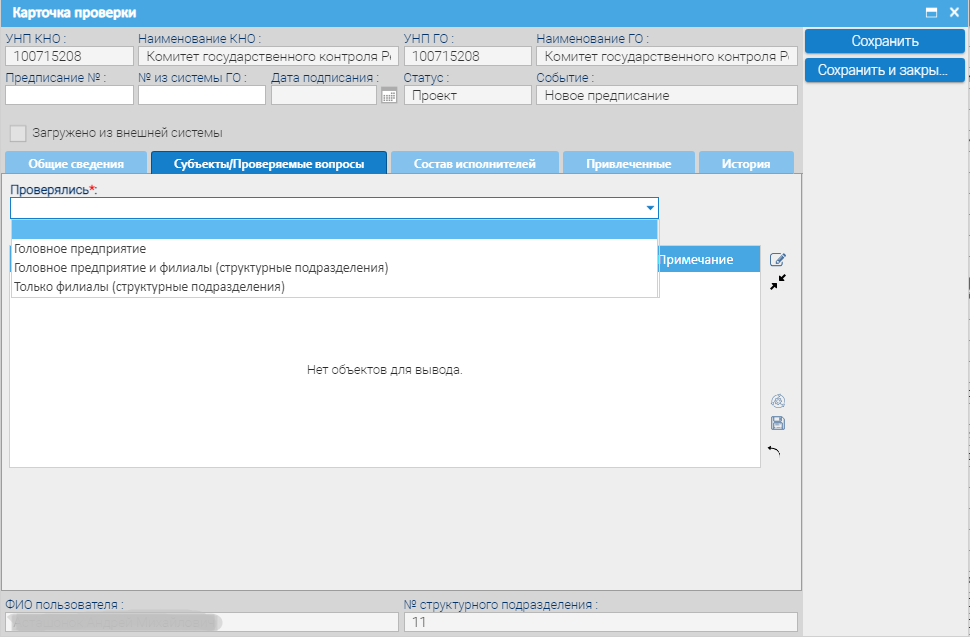 Карточка проверки
УНП КНО : Наименование КНО : УНП ГО : Наименование ГО :
100715208 Комитет государственного контроля Р 100715208 Комитет государственного контроля Р
Сохранить
Сохранить и закры...
Предписание № : № из системы ГО : Дата подписания : Статус : Событие :
Проект Новое предписание
Загружено из внешней системы
Общие сведения Субъекты/Проверяемые вопросы Состав исполнителей Привлеченные История
Проверялись*:
Головное предприятие
Головное предприятие и филиалы (структурные подразделения)
Только филиалы (структурные подразделения)
Примечание
Нет объектов для вывода.
ФИО пользователя : № структурного подразделения :
11